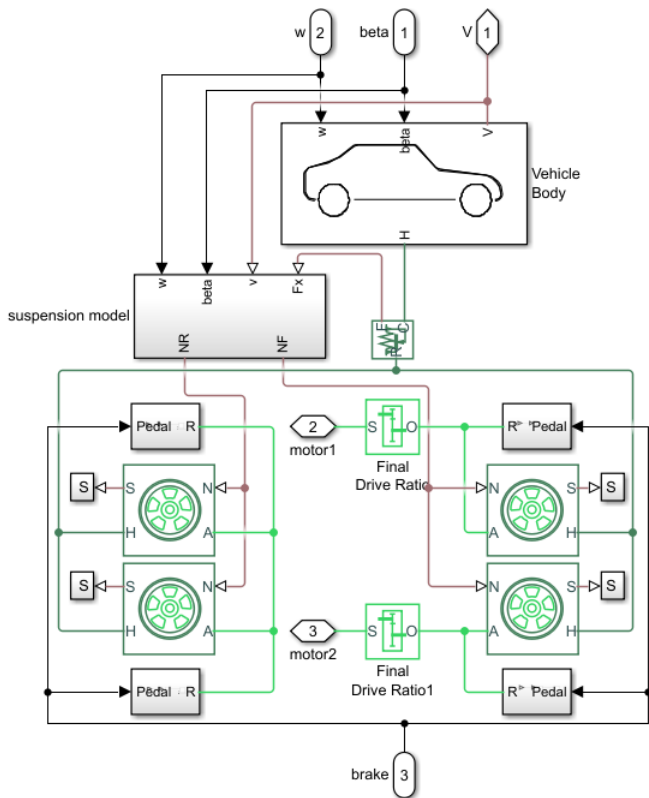 w 2
beta 1
V 1
w
beta
V
Vehicle
Body
H
w
beta
v
Fx
suspension model
NR
NF
F
C
R
Pedal R
2
motor1
S O
Final
Drive Ratio
R Pedal
S
S N
H A
N S
A H
S
S
S N
H A
N S
A H
S
3
motor2
S O
Final
Drive Ratio1
Pedal R
R Pedal
brake 3